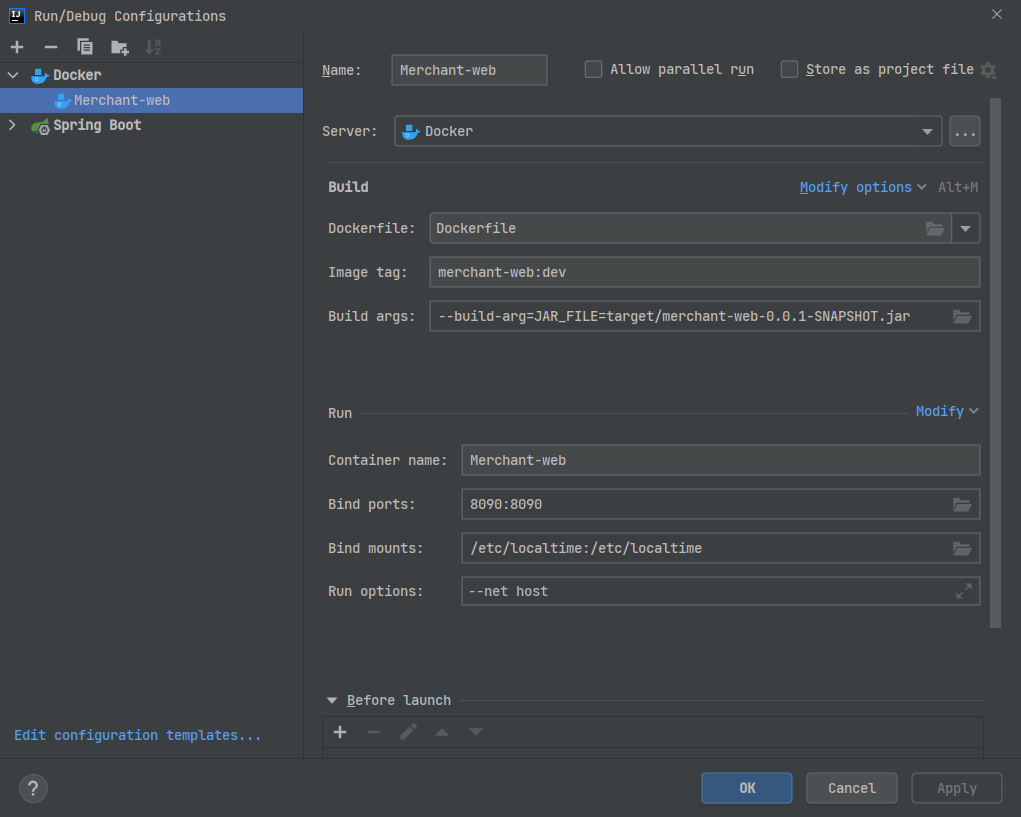 Run/Debug Configurations
Docker
Merchant-web
Spring Boot
Edit configuration templates...
Name: Merchant-web Allow parallel run Store as project file
Server: Docker ...
Build Modify options Alt+M
Dockerfile: Dockerfile
Image tag: merchant-web:dev
Build args: --build-arg=JAR_FILE=target/merchant-web-0.0.1-SNAPSHOT.jar
Run Modify
Container name: Merchant-web
Bind ports: 8090:8090
Bind mounts: /etc/localtime:/etc/localtime
Run options: --net host
Before launch
? OK Cancel Apply